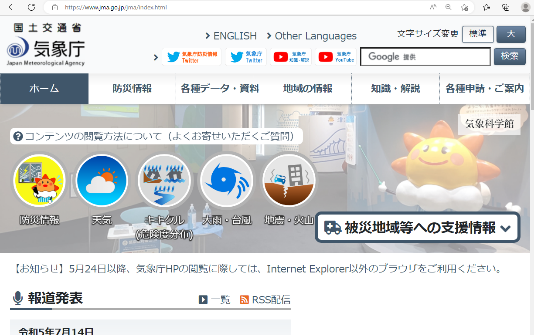 https://www.jma.go.jp/jma/index.html
国土交通省
気象庁
Japan Meteorological Agency
ENGLISH
Other Languages
文字サイズ変更
標準
大
気象庁防災情報
Twitter
気象庁
Twitter
気象庁
知識・解説
気象庁
YouTube
Google 提供
検索
ホーム
防災情報
各種データ・資料
地域の情報
知識・解説
各種申請・ご案内
気象科学館
コンテンツの閲覧方法について(よくお寄せいただくご質問)
防災情報
天気
キキクル
(危険度分布)
大雨・台風
地震・火山
被災地域等への支援情報
【お知らせ】5月24日以降、気象庁HPの閲覧に際しては、Internet Explorer以外のブラウザをご利用ください。
報道発表
一覧
RSS配信
令和5年7月14日